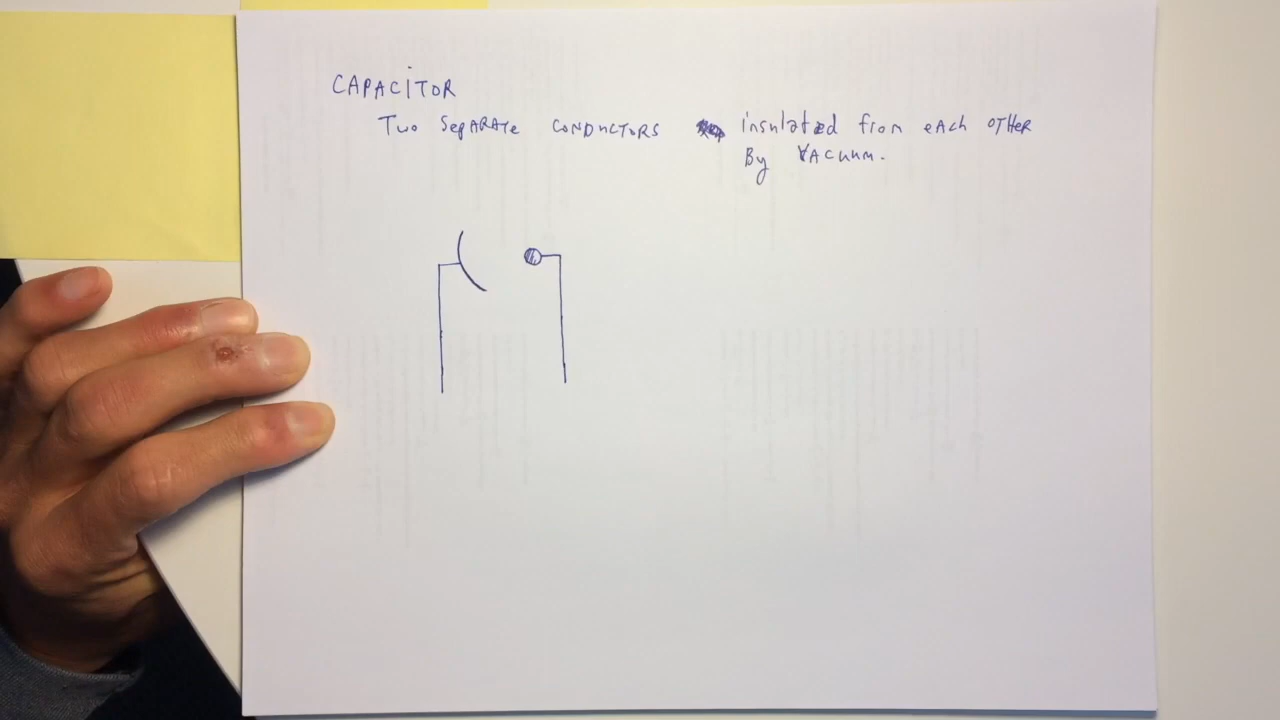 CAPACiTOR
Two SepARATe CONDUCTORS insulated from eAch OTHer
By VAcuum.